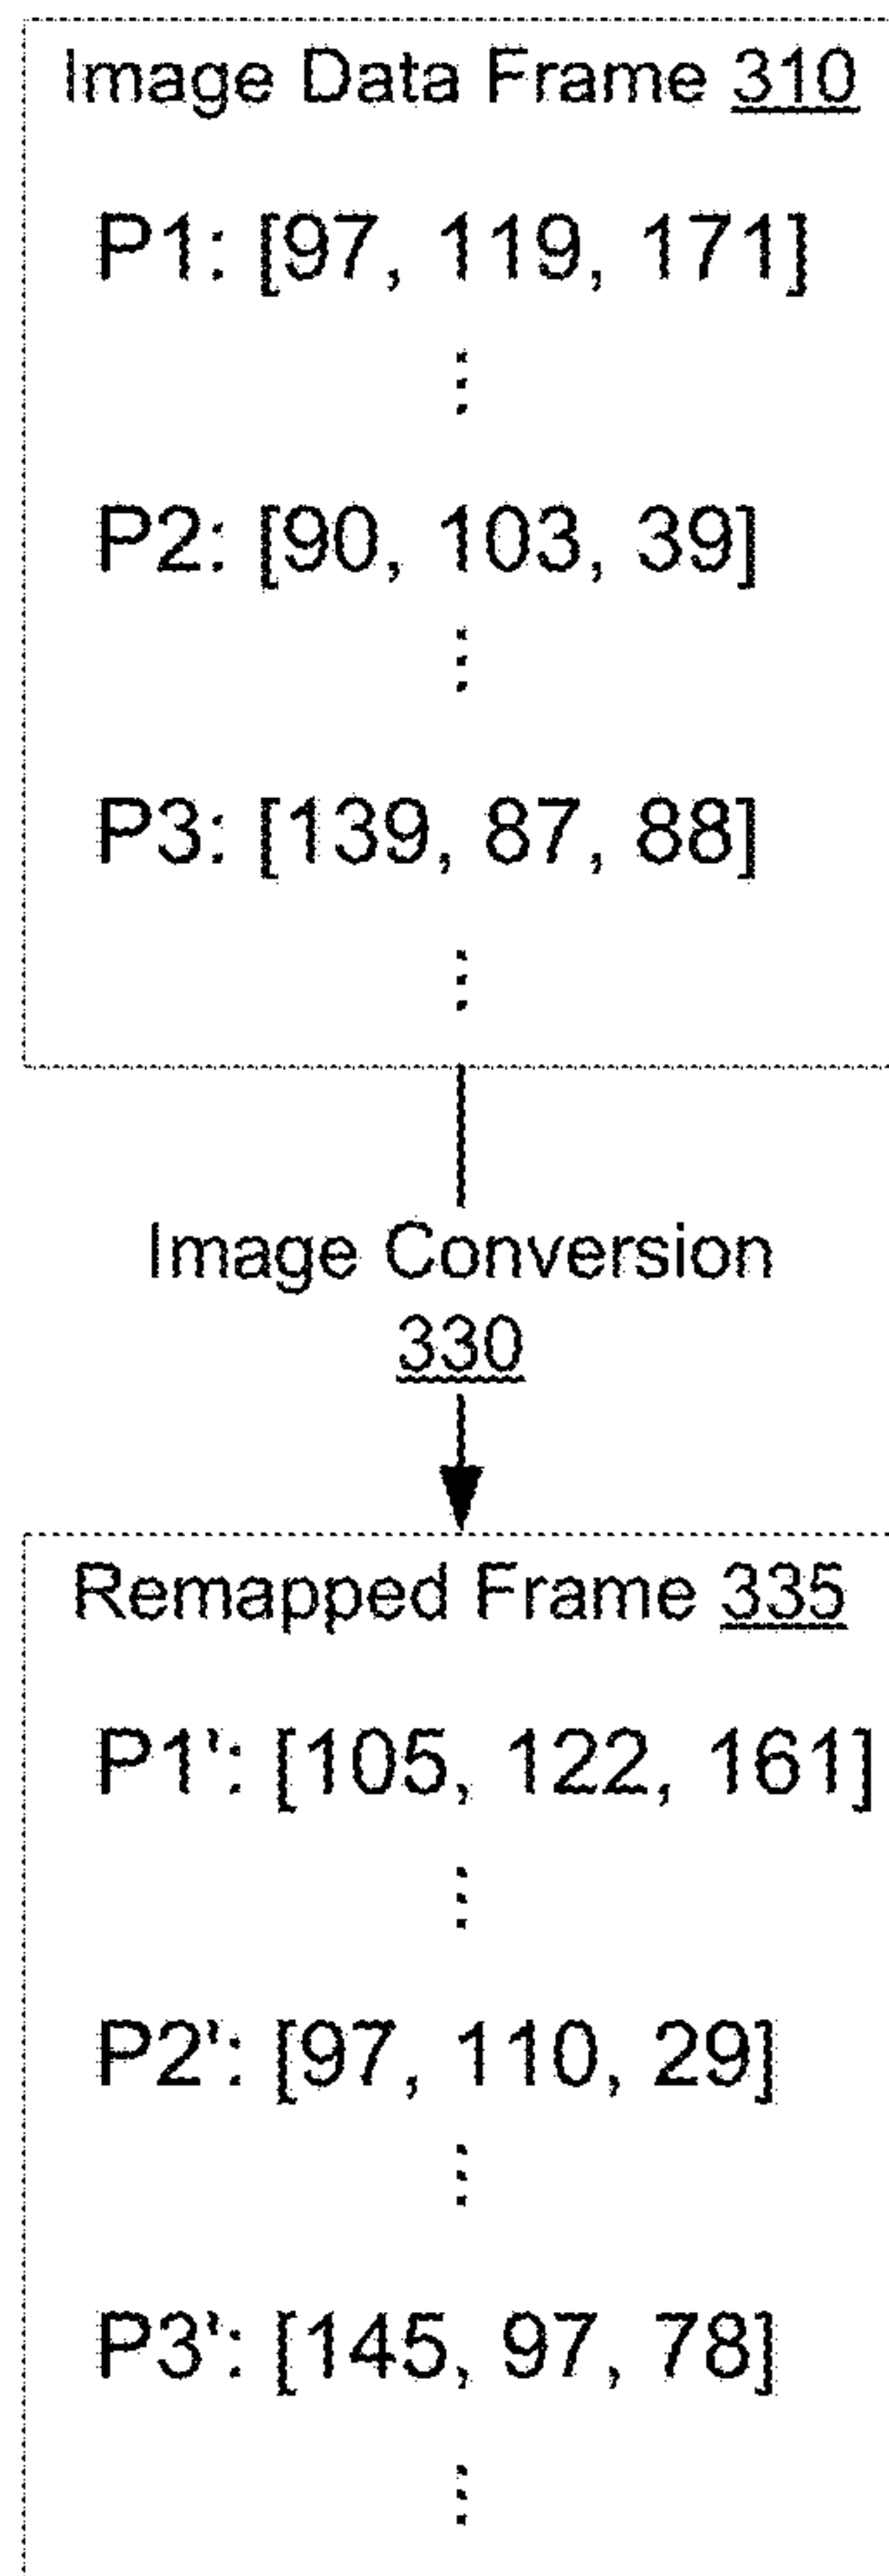 Image Data Frame 310
P1: [97, 119, 171]
⋮
P2: [90, 103, 39]
⋮
P3: [139, 87, 88]
⋮
Image Conversion
330
Remapped Frame 335
P1': [105, 122, 161]
⋮
P2': [97, 110, 29]
⋮
P3': [145, 97, 78]
⋮